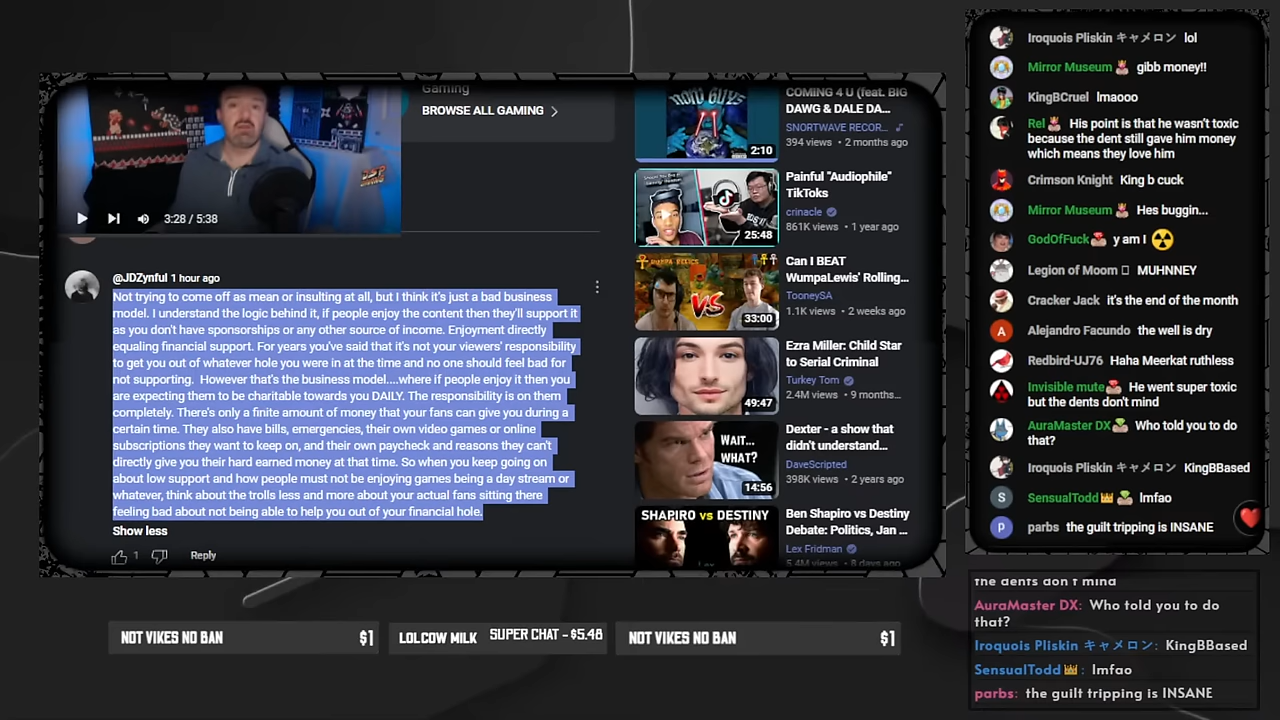 Gaming
BROWSE ALL GAMING
3:28 / 5:38
@JDZynful 1 hour ago
Not trying to come off as mean or insulting at all, but I think it's just a bad business
model. I understand the logic behind it, if people enjoy the content then they'll support it
as you don't have sponsorships or any other source of income. Enjoyment directly
equaling financial support. For years you've said that it's not your viewers' responsibility
to get you out of whatever hole you were in at the time and no one should feel bad for
not supporting. However that's the business model....where if people enjoy it then you
are expecting them to be charitable towards you DAILY. The responsibility is on them
completely. There's only a finite amount of money that your fans can give you during a
certain time. They also have bills, emergencies, their own video games or online
subscriptions they want to keep on, and their own paycheck and reasons they can't
directly give you their hard earned money at that time. So when you keep going on
about low support and how people must not be enjoying games being a day stream or
whatever, think about the trolls less and more about your actual fans sitting there
feeling bad about not being able to help you out of your financial hole.
Show less
1
Reply
COMING 4 U (feat. BIG
DAWG & DALE DA...
SNORTWAVE RECOR...
394 views • 2 months ago
2:10
Painful "Audiophile"
TikToks
crinacle
861K views • 1 year ago
25:48
Can I BEAT
WumpaLewis' Rolling...
TooneySA
1.1K views • 2 weeks ago
VS
33:00
Ezra Miller: Child Star
to Serial Criminal
Turkey Tom
2.4M views • 9 months...
49:47
Dexter - a show that
didn't understand...
DaveScripted
398K views • 2 years ago
WAIT...
WHAT?
14:56
Ben Shapiro vs Destiny
Debate: Politics, Jan ...
Lex Fridman
5.4M views • 8 days ago
SHAPIRO vs DESTINY
Iroquois Pliskin キャメロン lol
Mirror Museum gibb money!!
KingBCruel lmaooo
Rel His point is that he wasn't toxic
because the dent still gave him money
which means they love him
Crimson Knight King b cuck
Mirror Museum Hes buggin...
GodOfFuck y am I
Legion of Moom MUHNNEY
Cracker Jack it's the end of the month
A
Alejandro Facundo the well is dry
Redbird-UJ76 Haha Meerkat ruthless
Invisible mute He went super toxic
but the dents don't mind
AuraMaster DX Who told you to do
that?
Iroquois Pliskin キャメロン KingBBased
S
SensualTodd lmfao
P
parbs the guilt tripping is INSANE
the dents don't mind
AuraMaster DX: Who told you to do
that?
Iroquois Pliskin キャメロン: KingBBased
SensualTodd : lmfao
parbs: the guilt tripping is INSANE
NOT VIKES NO BAN $1
LOLCOW MILK SUPER CHAT - $5.48
NOT VIKES NO BAN $1